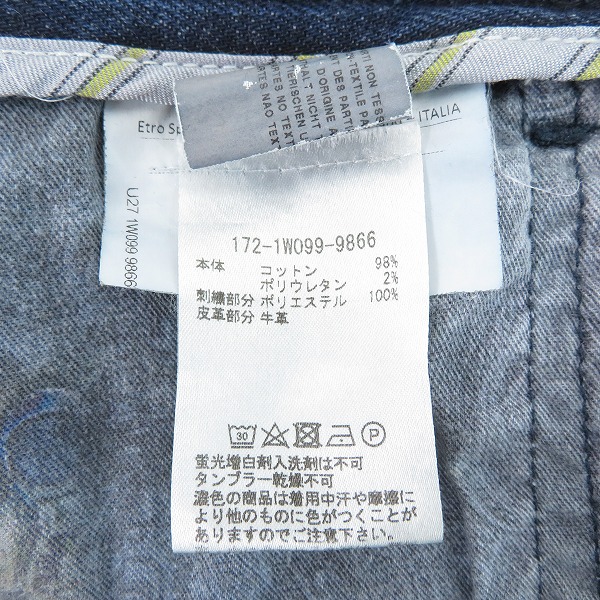 Etro
ITALIA
U27 1W099 9866
172-1W099-9866
本体 コットン 98%
ポリウレタン 2%
刺繍部分 ポリエステル 100%
皮革部分 牛革
30
P
蛍光増白剤入洗剤は不可
タンブラー乾燥不可
濃色の商品は着用中汗や摩擦に
より他のものに色がつくことが
ありますのでご注意下さい。